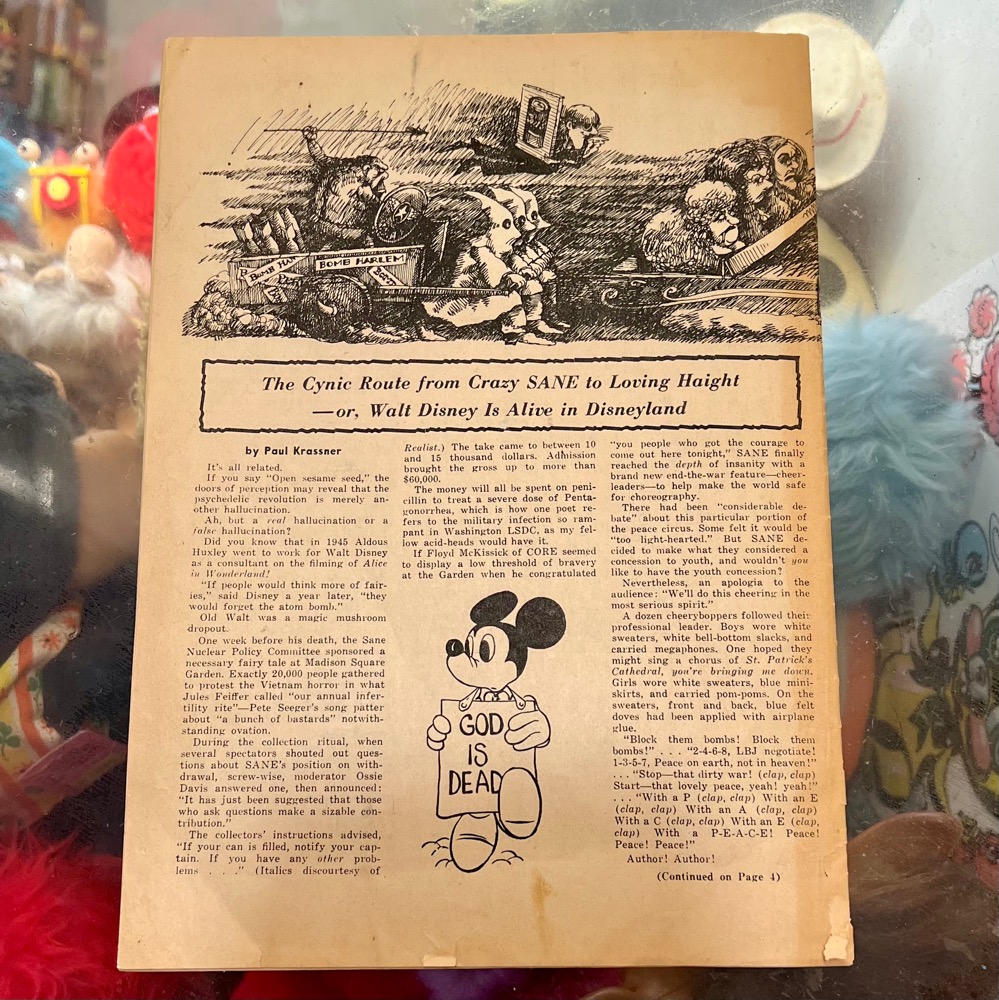 BOMB HA
BOMB HARLEM
The Cynic Route from Crazy SANE to Loving Haight
—or, Walt Disney Is Alive in Disneyland
by Paul Krassner
It's all related.
If you say "Open sesame seed," the
doors of perception may reveal that the
psychedelic revolution is merely an-
other hallucination.
Ah, but a real hallucination or a
false hallucination?
Did you know that in 1945 Aldous
Huxley went to work for Walt Disney
as a consultant on the filming of Alice
in Wonderland!
"If people would think more of fair-
ies," said Disney a year later, "they
would forget the atom bomb."
Old Walt was a magic mushroom
dropout.
One week before his death, the Sane
Nuclear Policy Committee sponsored a
necessary fairy tale at Madison Square
Garden. Exactly 20,000 people gathered
to protest the Vietnam horror in what
Jules Feiffer called "our annual infer-
tility rite"—Pete Seeger's song patter
about "a bunch of bastards" notwith-
standing ovation.
During the collection ritual, when
several spectators shouted out ques-
tions about SANE's position on with-
drawal, screw-wise, moderator Ossie
Davis answered one, then announced:
"It has just been suggested that those
who ask questions make a sizable con-
tribution."
The collectors' instructions advised,
"If your can is filled, notify your cap-
tain. If you have any other prob-
lems . . ." (Italics discourtesy of
Realist.) The take came to between 10
and 15 thousand dollars. Admission
brought the gross up to more than
$60,000.
The money will all be spent on peni-
cillin to treat a severe dose of Penta-
gonorrhea, which is how one poet re-
fers to the military infection so ram-
pant in Washington LSDC, as my fel-
low acid-heads would have it.
If Floyd McKissick of CORE seemed
to display a low threshold of bravery
at the Garden when he congratulated
GOD
IS
DEAD
"you people who got the courage to
come out here tonight," SANE finally
reached the depth of insanity with a
brand new end-the-war feature—cheer-
leaders—to help make the world safe
for choreography.
There had been "considerable de-
bate" about this particular portion of
the peace circus. Some felt it would be
"too light-hearted." But SANE de-
cided to make what they considered a
concession to youth, and wouldn't you
like to have the youth concession?
Nevertheless, an apologia to the
audience: "We'll do this cheering in the
most serious spirit."
A dozen cheeryboppers followed their
professional leader. Boys wore white
sweaters, white bell-bottom slacks, and
carried megaphones. One hoped they
might sing a chorus of St. Patrick's
Cathedral, you're bringing me down.
Girls wore white sweaters, blue mini-
skirts, and carried pom-poms. On the
sweaters, front and back, blue felt
doves had been applied with airplane
glue.
"Block them bombs! Block them
bombs!" . . . "2-4-6-8, LBJ negotiate!
1-3-5-7, Peace on earth, not in heaven!"
. . . "Stop—that dirty war! (clap, clap)
Start—that lovely peace, yeah! yeah!"
. . . "With a P (clap, clap) With an E
(clap, clap) With an A (clap, clap)
With a C (clap, clap) With an E (clap,
clap) With a P-E-A-C-E! Peace!
Peace! Peace!"
Author! Author!
(Continued on Page 4)